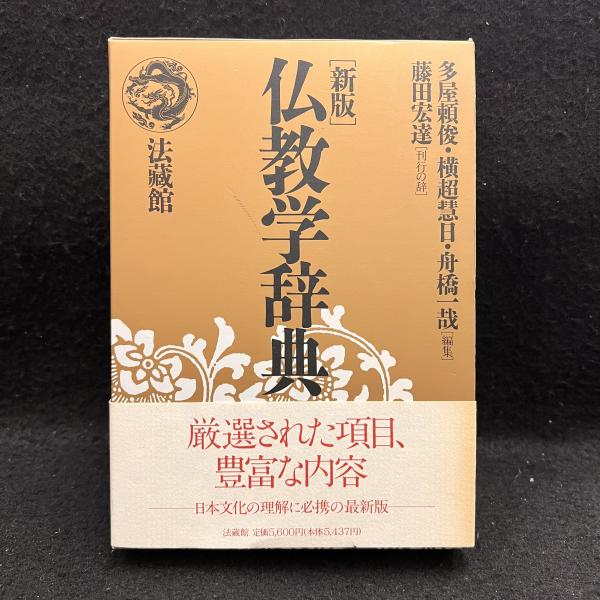 多屋頼俊・横超慧日・舟橋一哉[編集]
藤田宏達[刊行の辞]
[新版]
仏教学辞典
法藏館
厳選された項目、
豊富な内容
日本文化の理解に必携の最新版
法藏館 定価5,600円(本体5,437円)